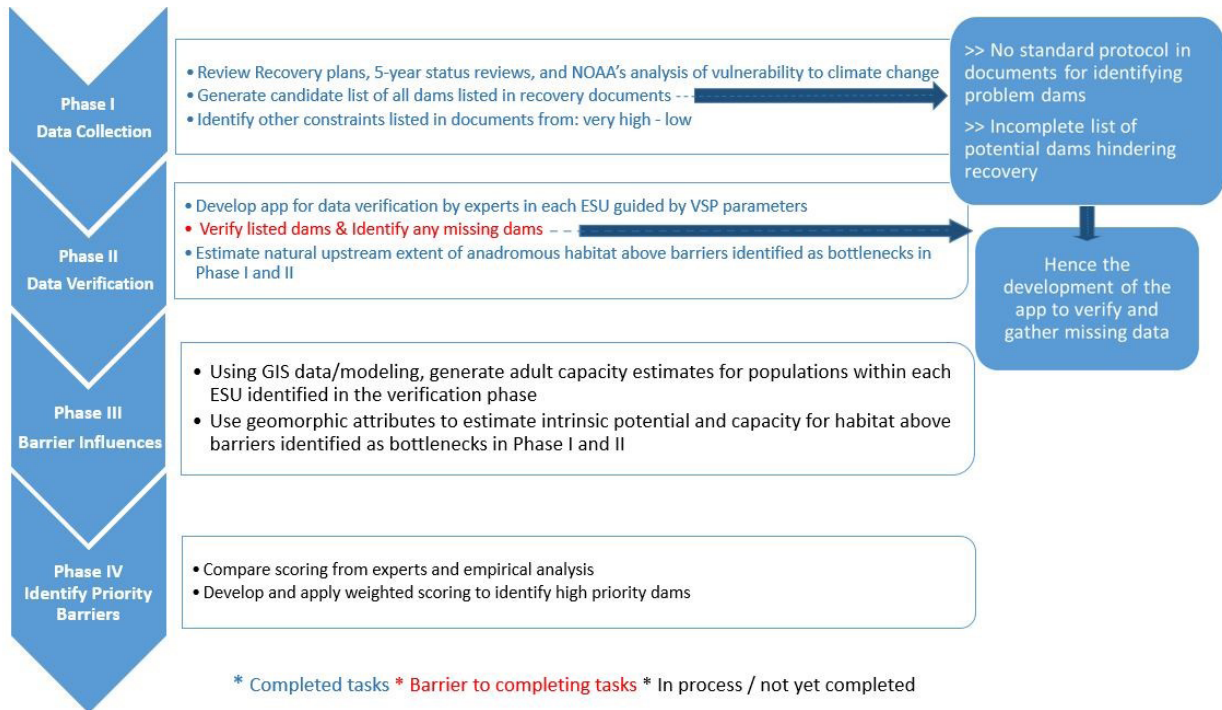 Phase I
Data Collection
• Review Recovery plans, 5-year status reviews, and NOAA's analysis of vulnerability to climate change
• Generate candidate list of all dams listed in recovery documents
• Identify other constraints listed in documents from: very high - low
>> No standard protocol in
documents for identifying
problem dams
>> Incomplete list of
potential dams hindering
recovery
Phase II
Data Verification
• Develop app for data verification by experts in each ESU guided by VSP parameters
• Verify listed dams & Identify any missing dams
• Estimate natural upstream extent of anadromous habitat above barriers identified as bottlenecks in
Phase I and II
Hence the
development of the
app to verify and
gather missing data
Phase III
Barrier Influences
• Using GIS data/modeling, generate adult capacity estimates for populations within each
ESU identified in the verification phase
• Use geomorphic attributes to estimate intrinsic potential and capacity for habitat above
barriers identified as bottlenecks in Phase I and II
Phase IV
Identify Priority
Barriers
• Compare scoring from experts and empirical analysis
• Develop and apply weighted scoring to identify high priority dams
* Completed tasks * Barrier to completing tasks * In process / not yet completed